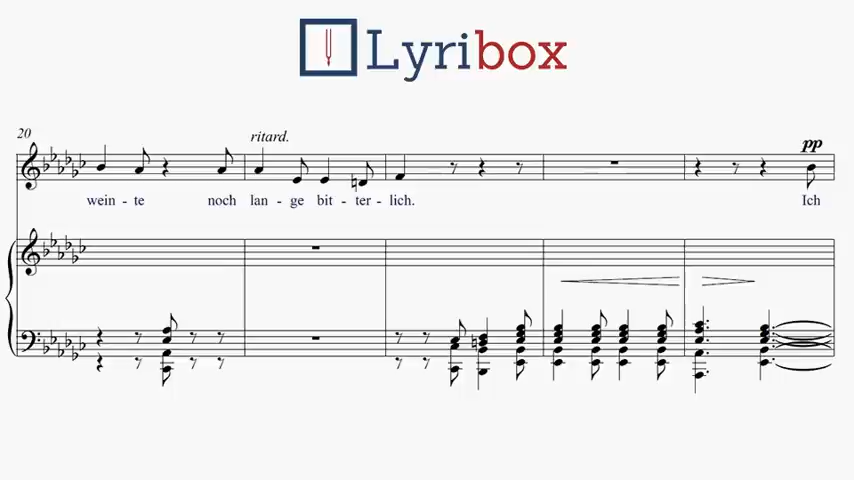 Lyribox
20
ritard.
pp
wein - te noch lan - ge bit - ter - lich. Ich